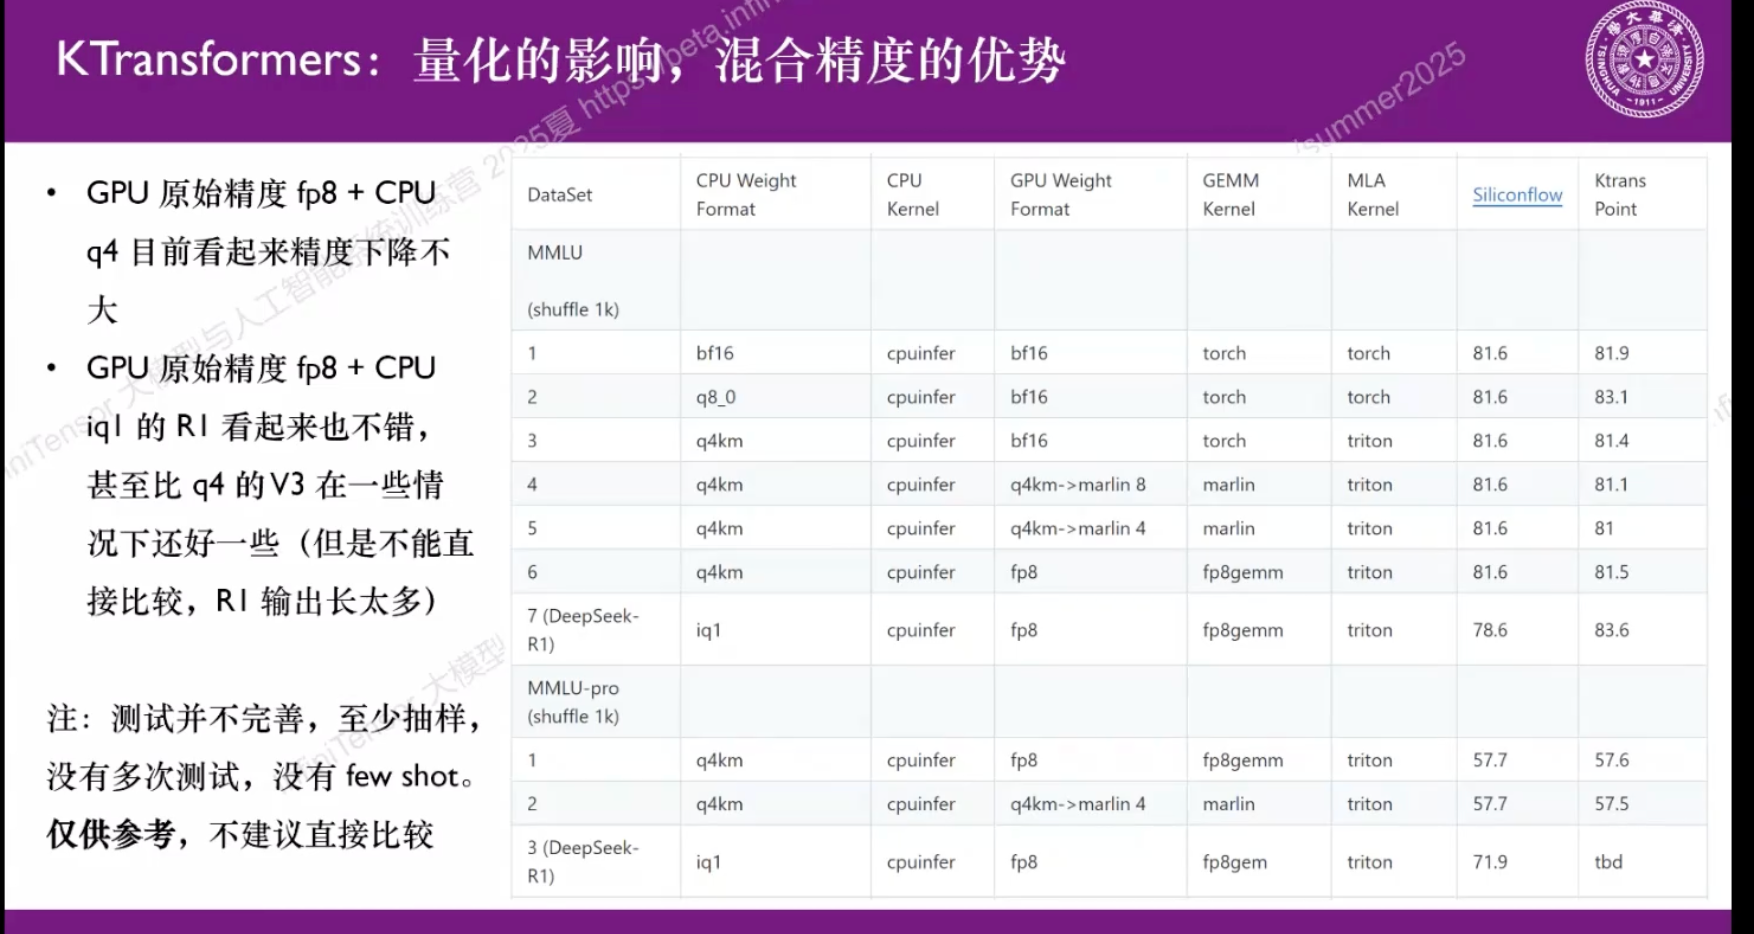 KTransformers：量化的影响，混合精度的优势
• GPU 原始精度 fp8 + CPU
q4 目前看起来精度下降不
大
• GPU 原始精度 fp8 + CPU
iq1 的 R1 看起来也不错，
甚至比 q4 的 V3 在一些情
况下还好一些（但是不能直
接比较，R1 输出长太多）
注：测试并不完善，至少抽样，
没有多次测试，没有 few shot。
仅供参考，不建议直接比较
DataSet CPU Weight Format CPU Kernel GPU Weight Format GEMM Kernel MLA Kernel Siliconflow Ktrans Point
MMLU
(shuffle 1k)
1 bf16 cpuinfer bf16 torch torch 81.6 81.9
2 q8_0 cpuinfer bf16 torch torch 81.6 83.1
3 q4km cpuinfer bf16 torch triton 81.6 81.4
4 q4km cpuinfer q4km->marlin 8 marlin triton 81.6 81.1
5 q4km cpuinfer q4km->marlin 4 marlin triton 81.6 81
6 q4km cpuinfer fp8 fp8gemm triton 81.6 81.5
7 (DeepSeek-R1) iq1 cpuinfer fp8 fp8gemm triton 78.6 83.6
MMLU-pro
(shuffle 1k)
1 q4km cpuinfer fp8 fp8gemm triton 57.7 57.6
2 q4km cpuinfer q4km->marlin 4 marlin triton 57.7 57.5
3 (DeepSeek-R1) iq1 cpuinfer fp8 fp8gem triton 71.9 tbd
TSINGHUA UNIVERSITY
-1911-